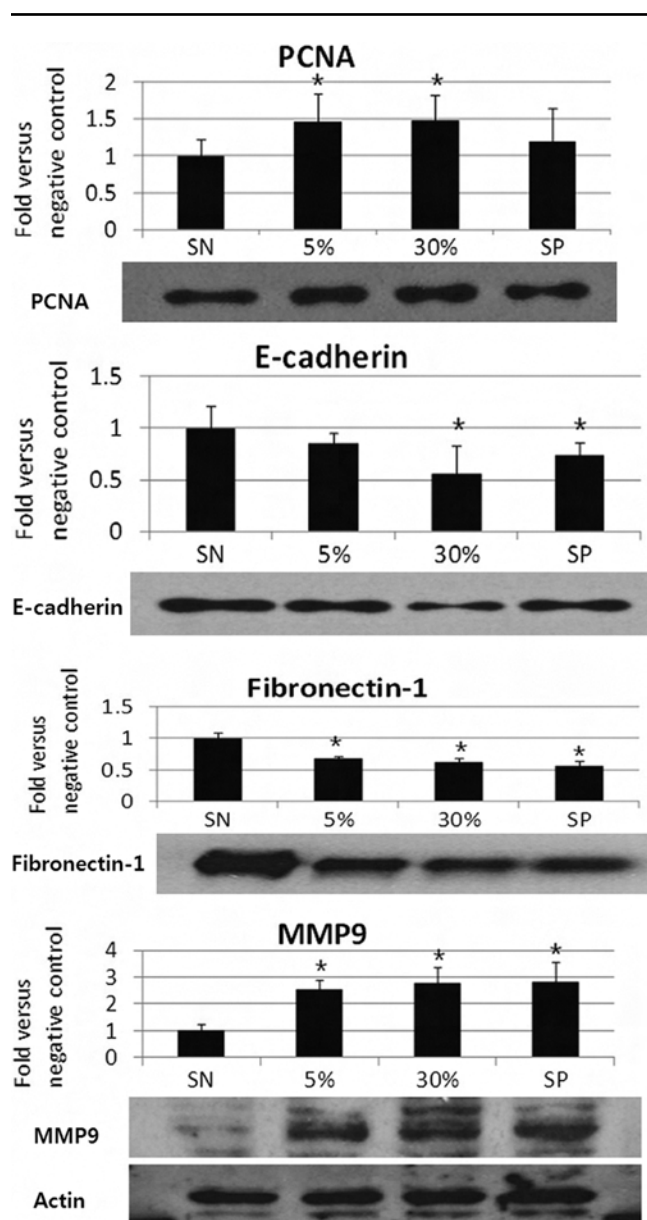 PCNA
Fold versus
negative control
2
1.5
1
0.5
0
* *
SN 5% 30% SP
PCNA
E-cadherin
Fold versus
negative control
1.5
1
0.5
0
* *
SN 5% 30% SP
E-cadherin
Fibronectin-1
Fold versus
negative control
1.5
1
0.5
0
* * *
SN 5% 30% SP
Fibronectin-1
MMP9
Fold versus
negative control
4
3
2
1
0
* * *
SN 5% 30% SP
MMP9
Actin